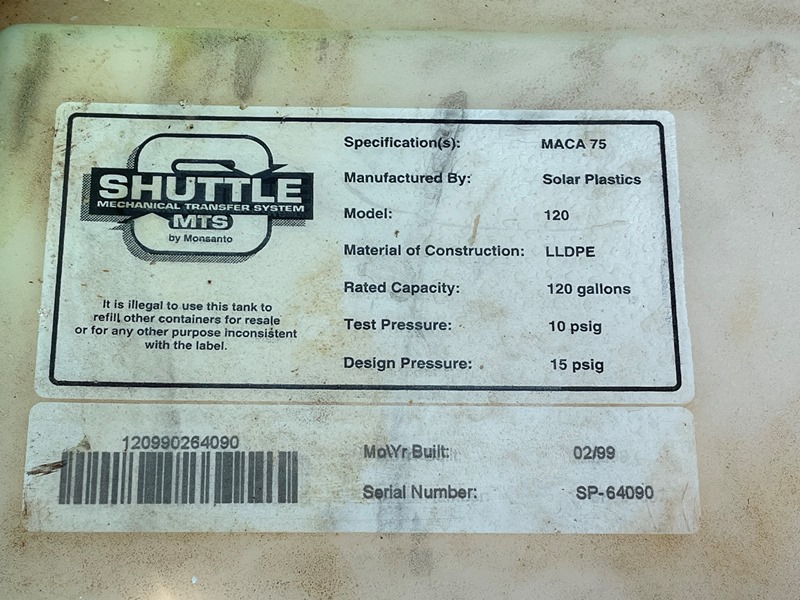 SHUTTLE
MECHANICAL TRANSFER SYSTEM
MTS
by Monsanto
It is illegal to use this tank to
refill other containers for resale
or for any other purpose inconsistent
with the label.
Specification(s): MACA 75
Manufactured By: Solar Plastics
Model: 120
Material of Construction: LLDPE
Rated Capacity: 120 gallons
Test Pressure: 10 psig
Design Pressure: 15 psig
120990264090
Mo\Yr Built: 02/99
Serial Number: SP-64090